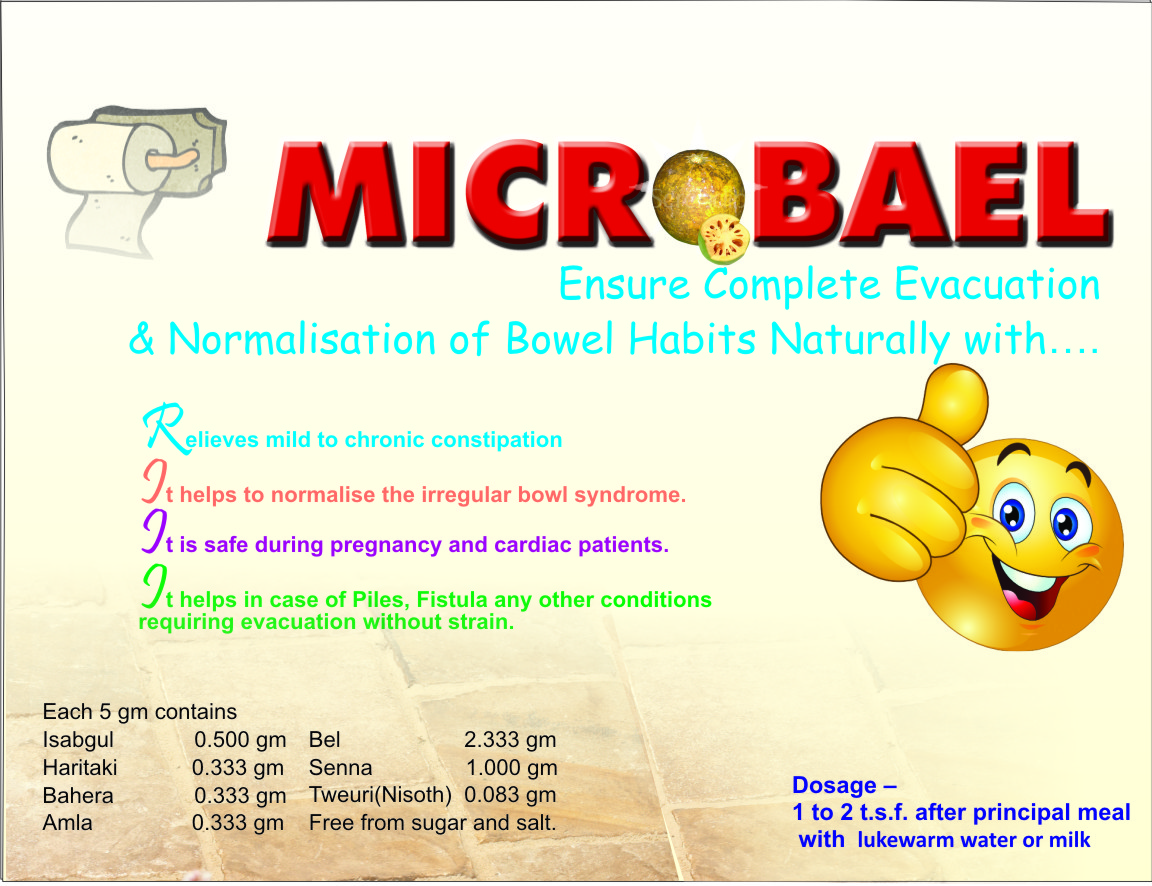 MICROBAEL
Ensure Complete Evacuation
& Normalisation of Bowel Habits Naturally with....
Relieves mild to chronic constipation
It helps to normalise the irregular bowl syndrome.
It is safe during pregnancy and cardiac patients.
It helps in case of Piles, Fistula any other conditions
requiring evacuation without strain.
Each 5 gm contains
Isabgul 0.500 gm Bel 2.333 gm
Haritaki 0.333 gm Senna 1.000 gm
Bahera 0.333 gm Tweuri(Nisoth) 0.083 gm
Amla 0.333 gm Free from sugar and salt.
Dosage –
1 to 2 t.s.f. after principal meal
with lukewarm water or milk